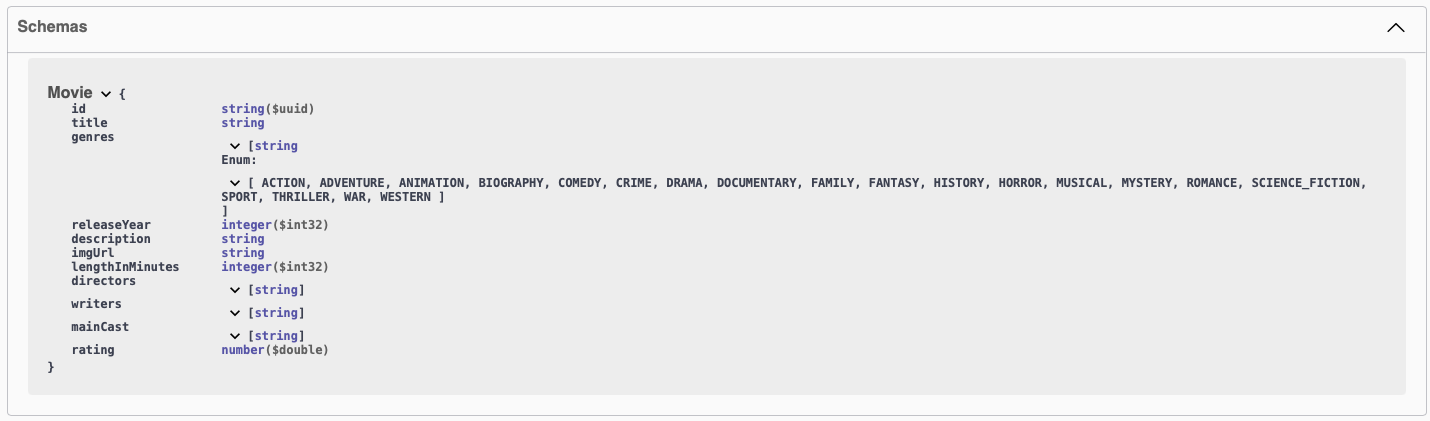 Schemas
Movie {
id string($uuid)
title string
genres
[string
Enum:
[ ACTION, ADVENTURE, ANIMATION, BIOGRAPHY, COMEDY, CRIME, DRAMA, DOCUMENTARY, FAMILY, FANTASY, HISTORY, HORROR, MUSICAL, MYSTERY, ROMANCE, SCIENCE_FICTION,
SPORT, THRILLER, WAR, WESTERN ]
]
releaseYear integer($int32)
description string
imgUrl string
lengthInMinutes integer($int32)
directors
[string]
writers
[string]
mainCast
[string]
rating number($double)
}